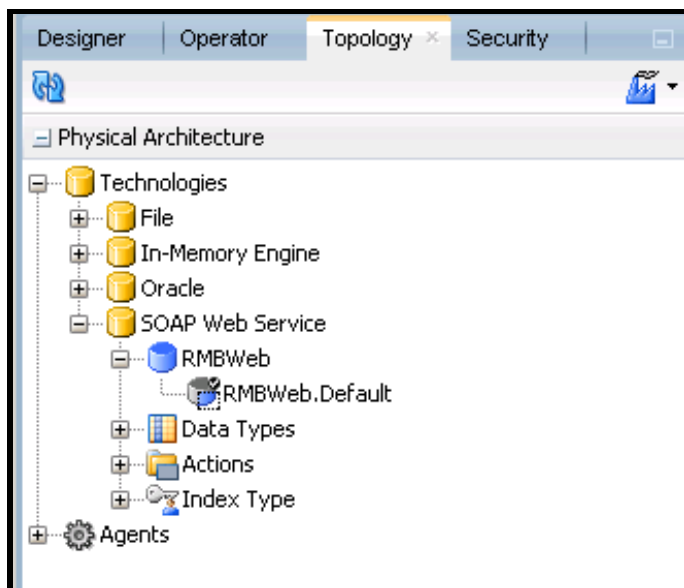 Designer Operator Topology Security
Physical Architecture
Technologies
File
In-Memory Engine
Oracle
SOAP Web Service
RMBWeb
RMBWeb.Default
Data Types
Actions
Index Type
Agents